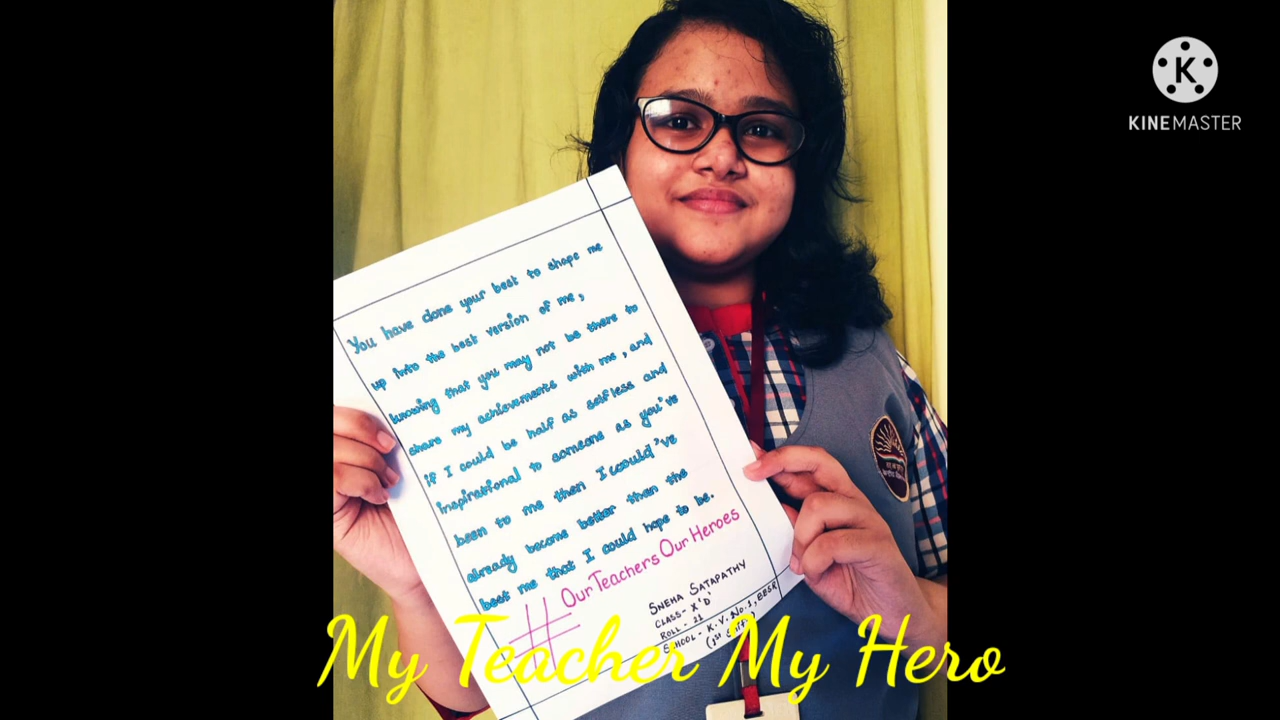 KINEMASTER
You have done your best to shape me
up into the best version of me,
knowing that you may not be there to
share my achievements with me, and
if I could be half as selfless and
inspirational to someone as you've
been to me then I would've
already become better than the
best me that I could hope to be.
#OurTeachersOurHeroes
SNEHA SATAPATHY
CLASS- X 'D'
ROLL - 21
SCHOOL - K.V. No.1, BBSR
(1st Shift)
My Teacher My Hero